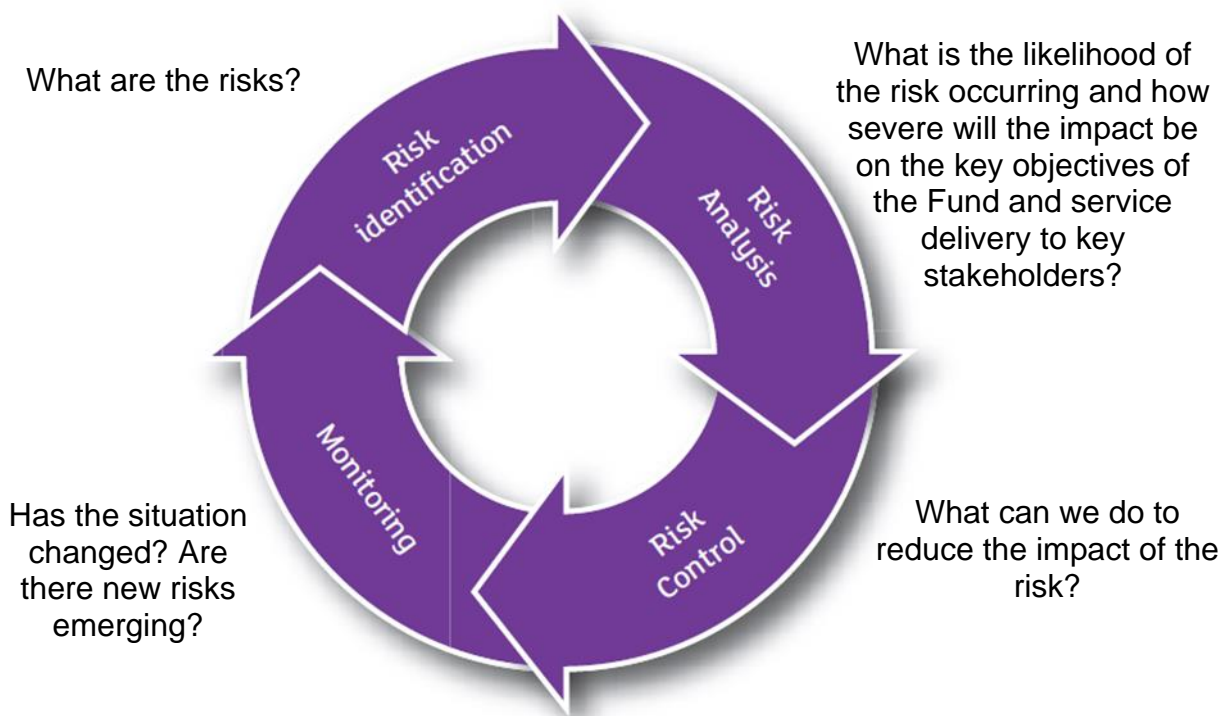 What are the risks?
Risk
identification
What is the likelihood of
the risk occurring and how
severe will the impact be
on the key objectives of
the Fund and service
delivery to key
stakeholders?
Risk
Analysis
What can we do to
reduce the impact of the
risk?
Risk
Control
Monitoring
Has the situation
changed? Are
there new risks
emerging?